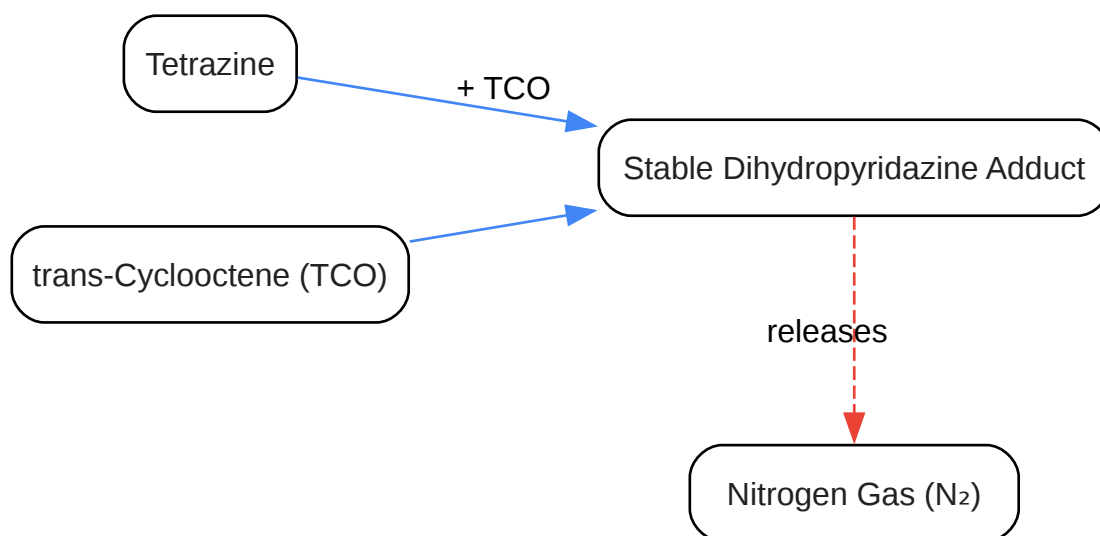 Tetrazine
+ TCO
Stable Dihydropyridazine Adduct
trans-Cyclooctene (TCO)
releases
Nitrogen Gas (N₂)